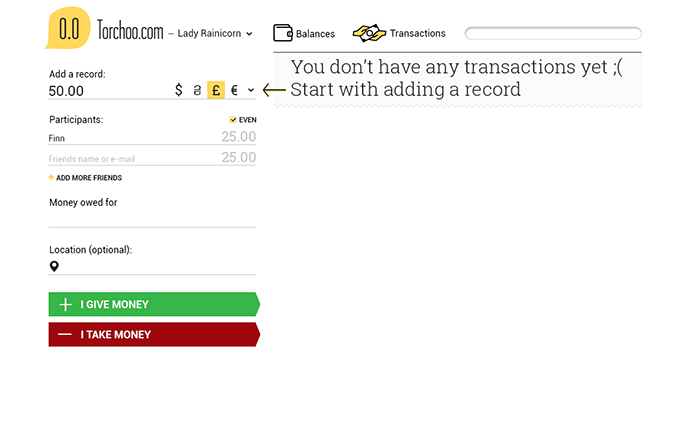 0.0 Torchoo.com – Lady Rainicorn
Balances
Transactions
Add a record:
50.00 $ ₴ £ €
You don't have any transactions yet ;(
Start with adding a record
Participants: EVEN
Finn 25.00
Friends name or e-mail 25.00
+ ADD MORE FRIENDS
Money owed for
Location (optional):
+ I GIVE MONEY
— I TAKE MONEY